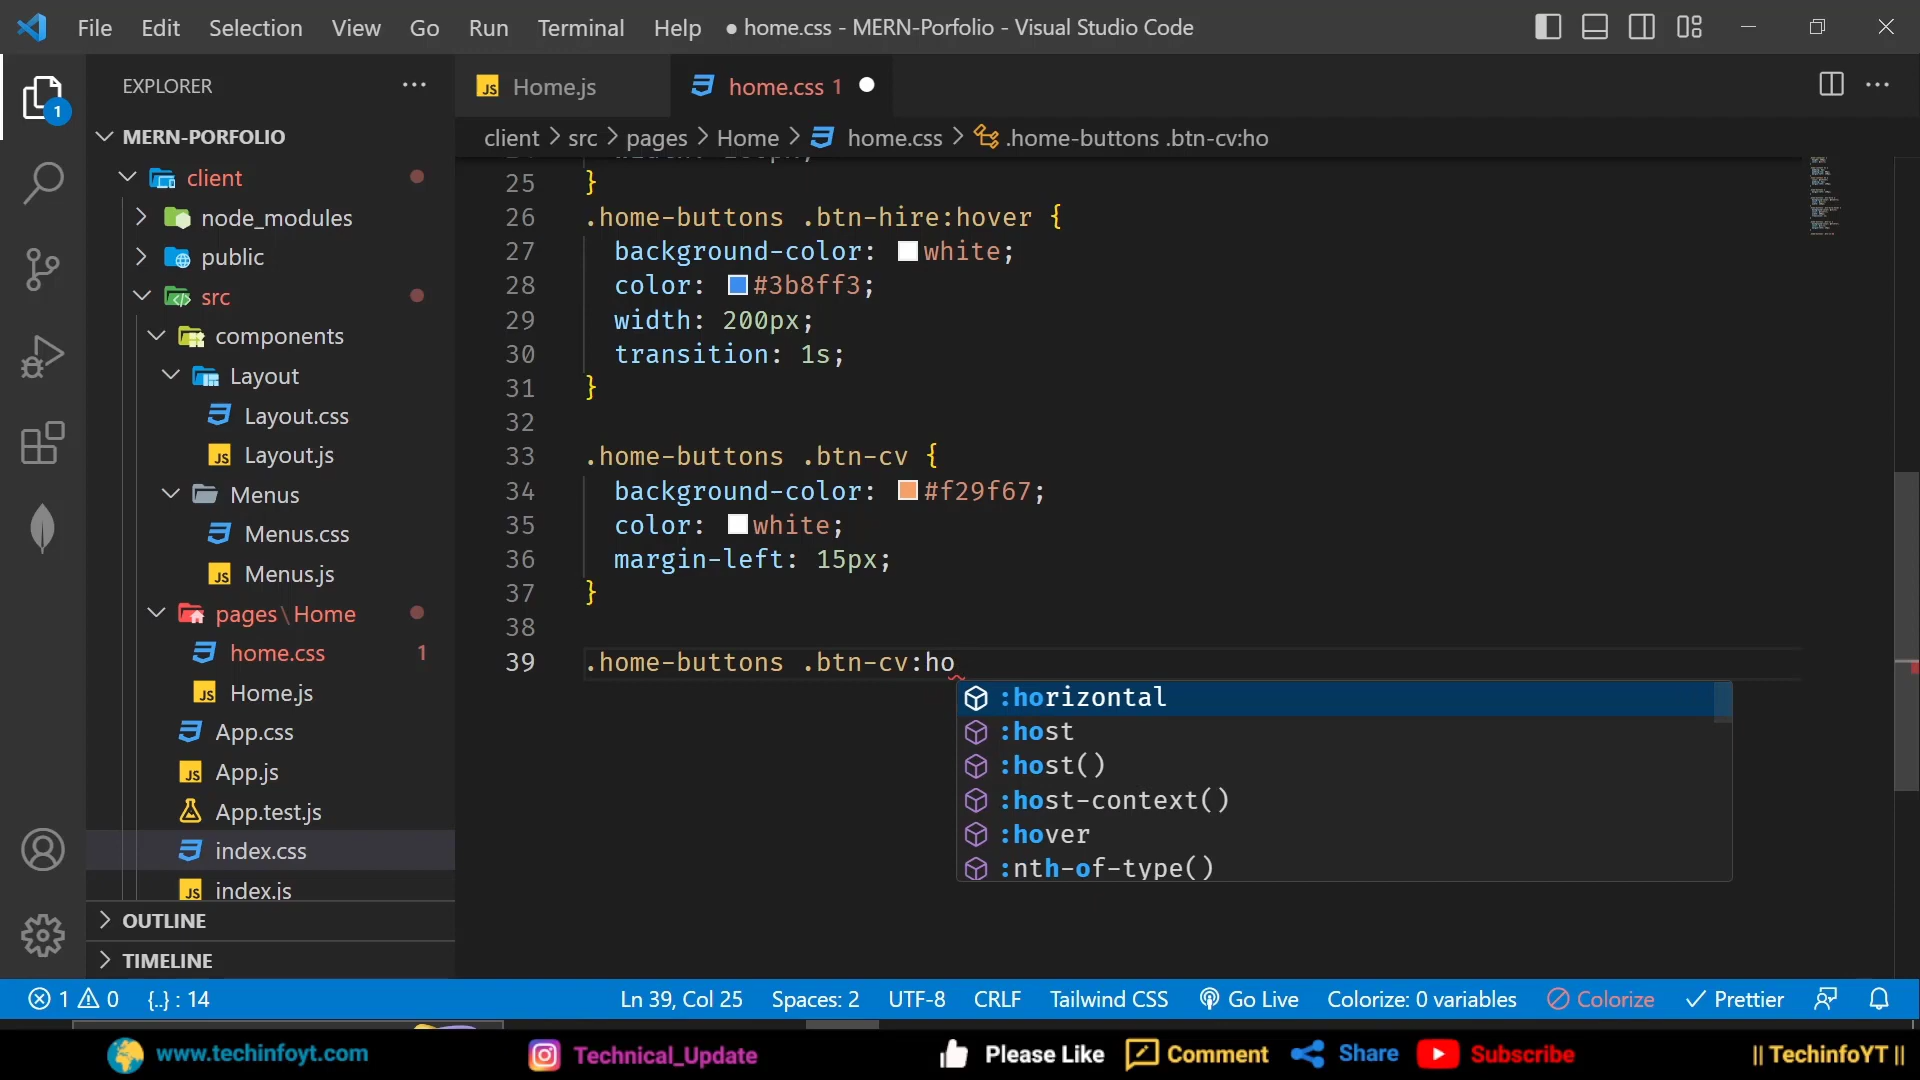 File Edit Selection View Go Run Terminal Help ● home.css - MERN-Porfolio - Visual Studio Code
EXPLORER
Home.js
home.css 1
1
MERN-PORFOLIO
client > src > pages > Home > home.css > .home-buttons .btn-cv:ho
client
node_modules
public
src
components
Layout
Layout.css
Layout.js
Menus
Menus.css
Menus.js
pages\Home
home.css 1
Home.js
App.css
App.js
App.test.js
index.css
index.js
OUTLINE
TIMELINE
25 }
26 .home-buttons .btn-hire:hover {
27 background-color: white;
28 color: #3b8ff3;
29 width: 200px;
30 transition: 1s;
31 }
32
33 .home-buttons .btn-cv {
34 background-color: #f29f67;
35 color: white;
36 margin-left: 15px;
37 }
38
39 .home-buttons .btn-cv:ho
:horizontal
:host
:host()
:host-context()
:hover
:nth-of-type()
1 0 {..} : 14 Ln 39, Col 25 Spaces: 2 UTF-8 CRLF Tailwind CSS Go Live Colorize: 0 variables Colorize Prettier
www.techinfoyt.com Technical_Update Please Like Comment Share Subscribe || TechinfoYT ||